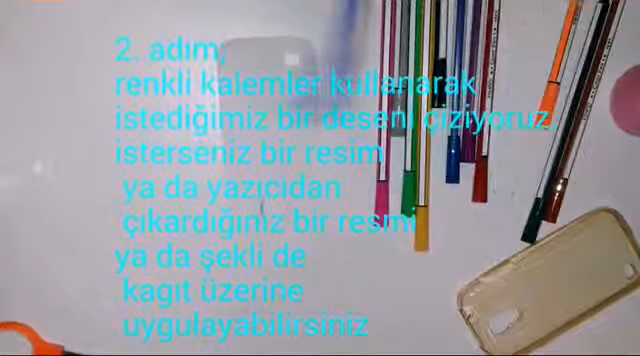 2. adım;
renkli kalemler kullanarak
istediğimiz bir deseni çiziyoruz.
isterseniz bir resim
ya da yazıcıdan
çıkardığınız bir resmi
ya da şekli de
kagıt üzerine
uygulayabilirsiniz